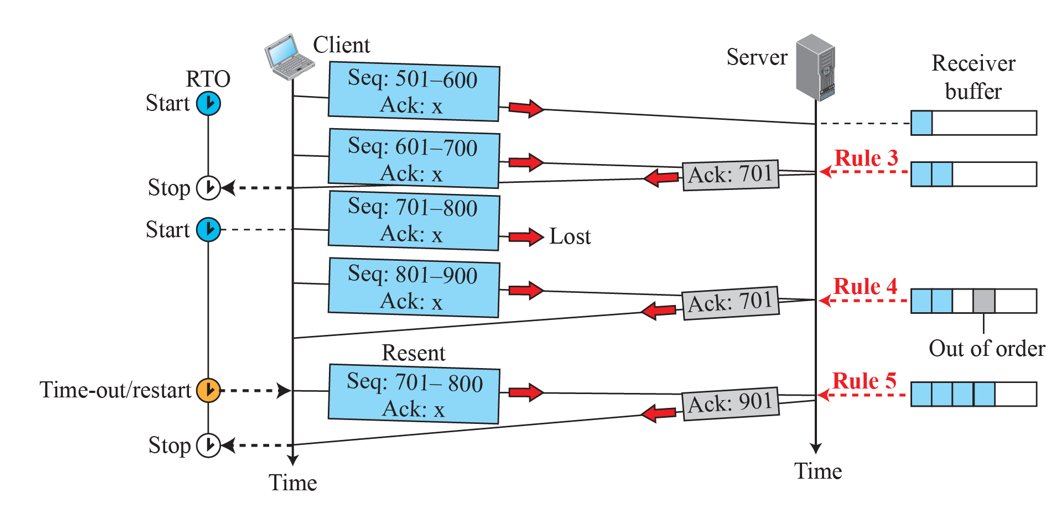 Client
Server
Receiver
buffer
RTO
Start
Seq: 501–600
Ack: x
Seq: 601–700
Ack: x
Ack: 701
Rule 3
Stop
Start
Seq: 701–800
Ack: x
Lost
Seq: 801–900
Ack: x
Ack: 701
Rule 4
Out of order
Resent
Time-out/restart
Seq: 701– 800
Ack: x
Ack: 901
Rule 5
Stop
Time
Time